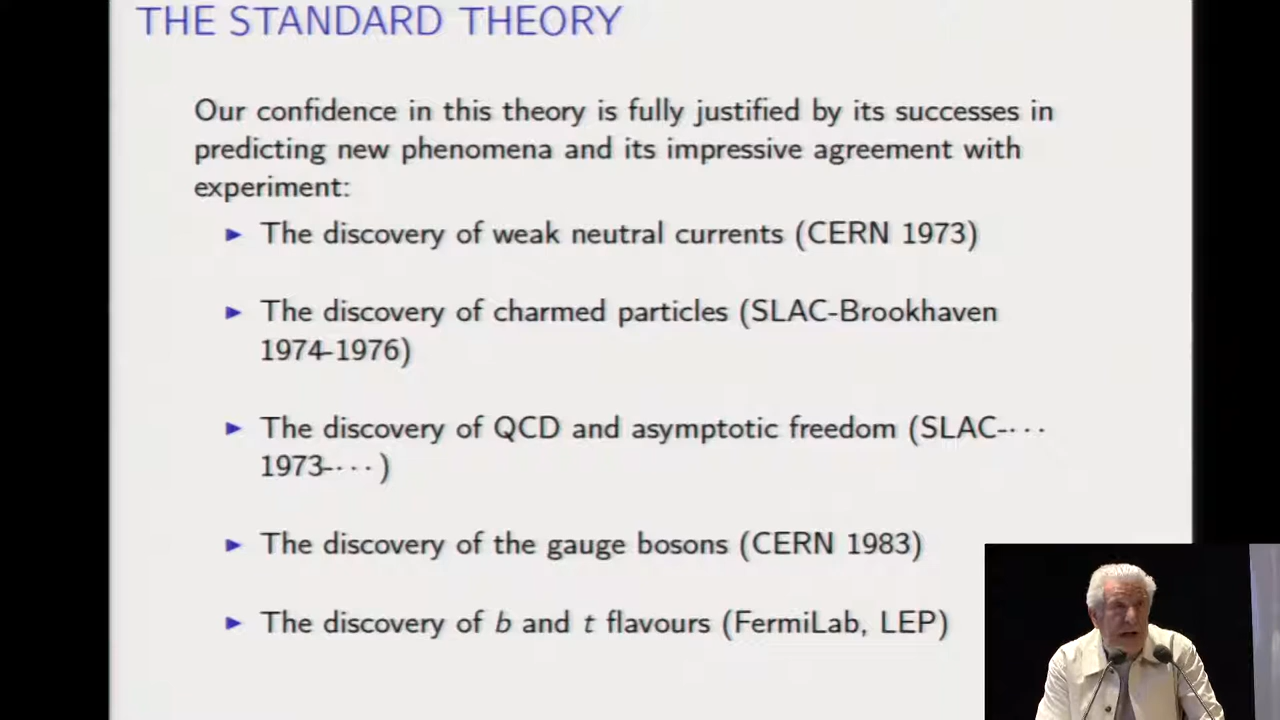 THE STANDARD THEORY
Our confidence in this theory is fully justified by its successes in
predicting new phenomena and its impressive agreement with
experiment:
▶ The discovery of weak neutral currents (CERN 1973)
▶ The discovery of charmed particles (SLAC-Brookhaven
1974-1976)
▶ The discovery of QCD and asymptotic freedom (SLAC-···
1973-···)
▶ The discovery of the gauge bosons (CERN 1983)
▶ The discovery of b and t flavours (FermiLab, LEP)